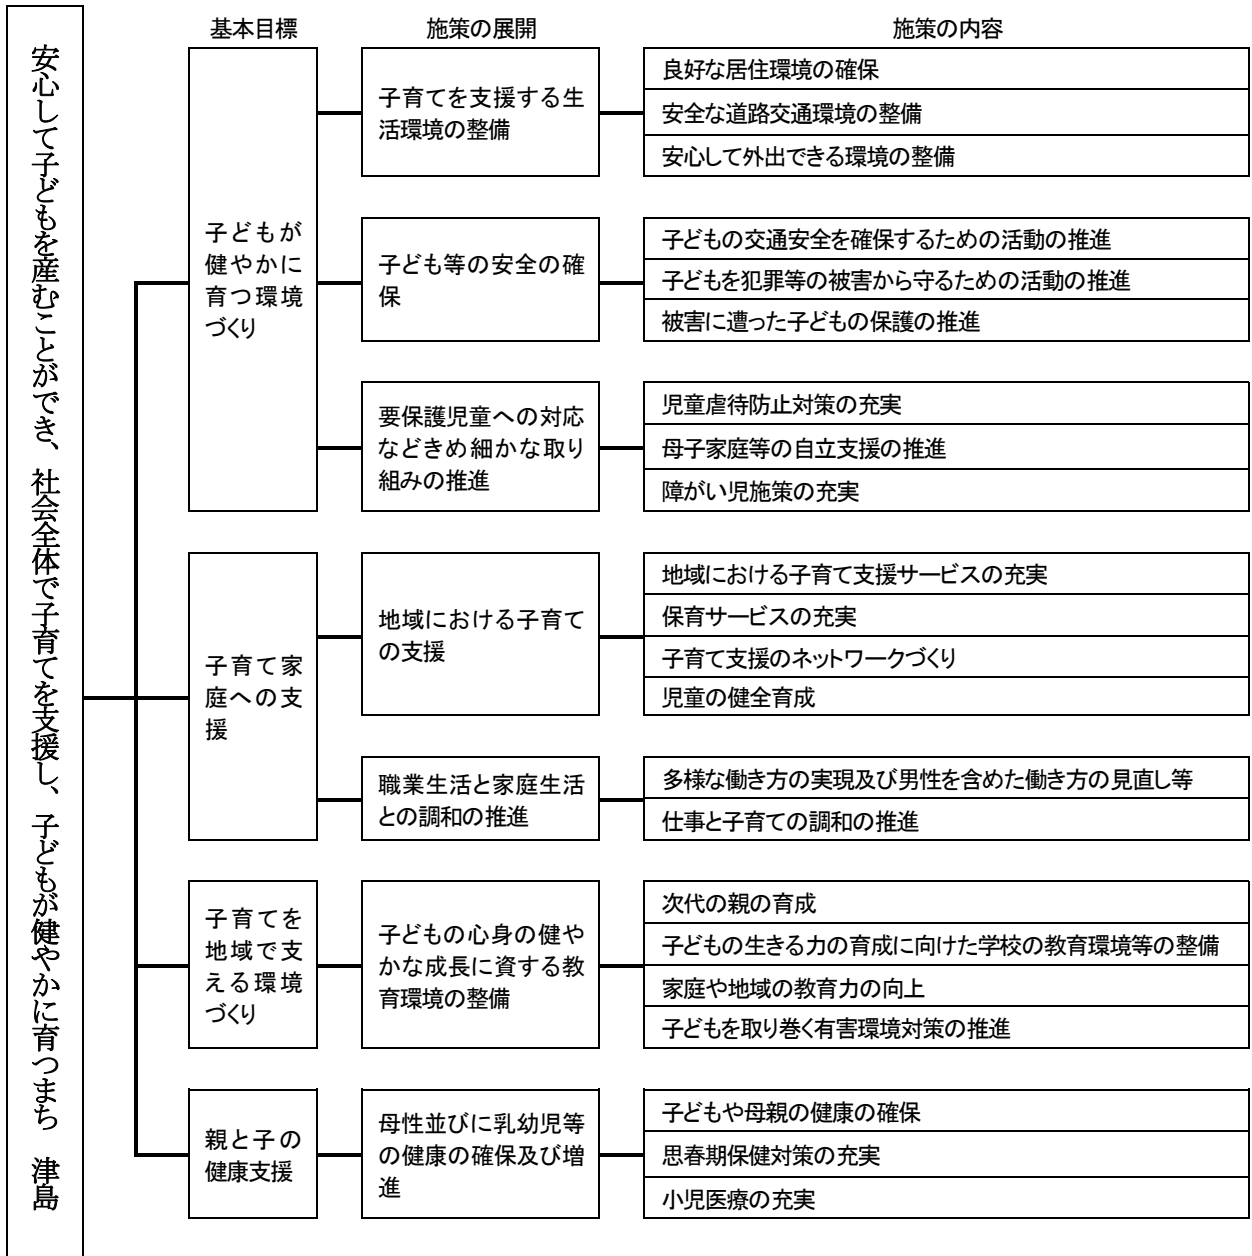 安心して子どもを産むことができ、社会全体で子育てを支援し、子どもが健やかに育つまち　津島
基本目標
施策の展開
施策の内容
子どもが
健やかに
育つ環境
づくり
子育てを支援する生
活環境の整備
良好な居住環境の確保
安全な道路交通環境の整備
安心して外出できる環境の整備
子ども等の安全の確
保
子どもの交通安全を確保するための活動の推進
子どもを犯罪等の被害から守るための活動の推進
被害に遭った子どもの保護の推進
要保護児童への対応
などきめ細かな取り
組みの推進
児童虐待防止対策の充実
母子家庭等の自立支援の推進
障がい児施策の充実
子育て家
庭への支
援
地域における子育て
の支援
地域における子育て支援サービスの充実
保育サービスの充実
子育て支援のネットワークづくり
児童の健全育成
職業生活と家庭生活
との調和の推進
多様な働き方の実現及び男性を含めた働き方の見直し等
仕事と子育ての調和の推進
子育てを
地域で支
える環境
づくり
子どもの心身の健や
かな成長に資する教
育環境の整備
次代の親の育成
子どもの生きる力の育成に向けた学校の教育環境等の整備
家庭や地域の教育力の向上
子どもを取り巻く有害環境対策の推進
親と子の
健康支援
母性並びに乳幼児等
の健康の確保及び増
進
子どもや母親の健康の確保
思春期保健対策の充実
小児医療の充実